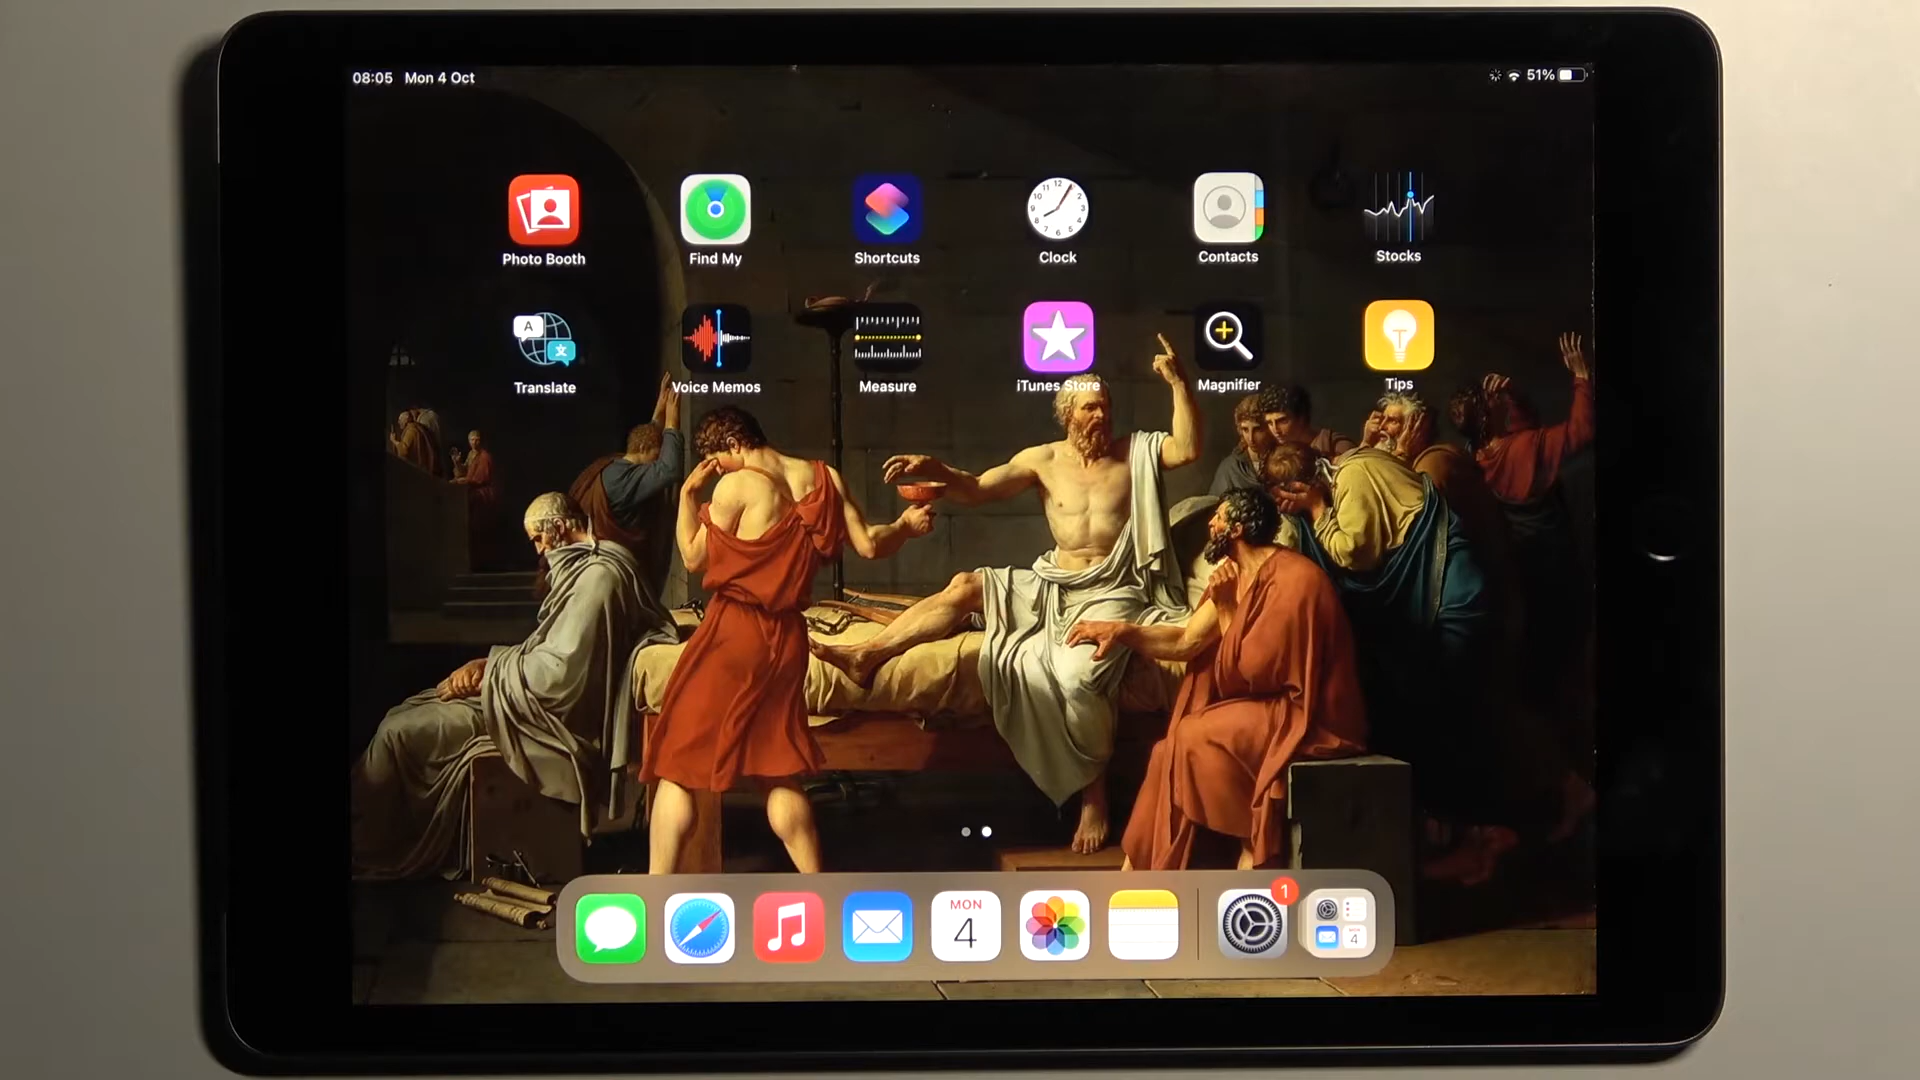 08:05 Mon 4 Oct
51%
Photo Booth
Find My
Shortcuts
Clock
Contacts
Stocks
Translate
Voice Memos
Measure
iTunes Store
Magnifier
Tips
MON
4
1